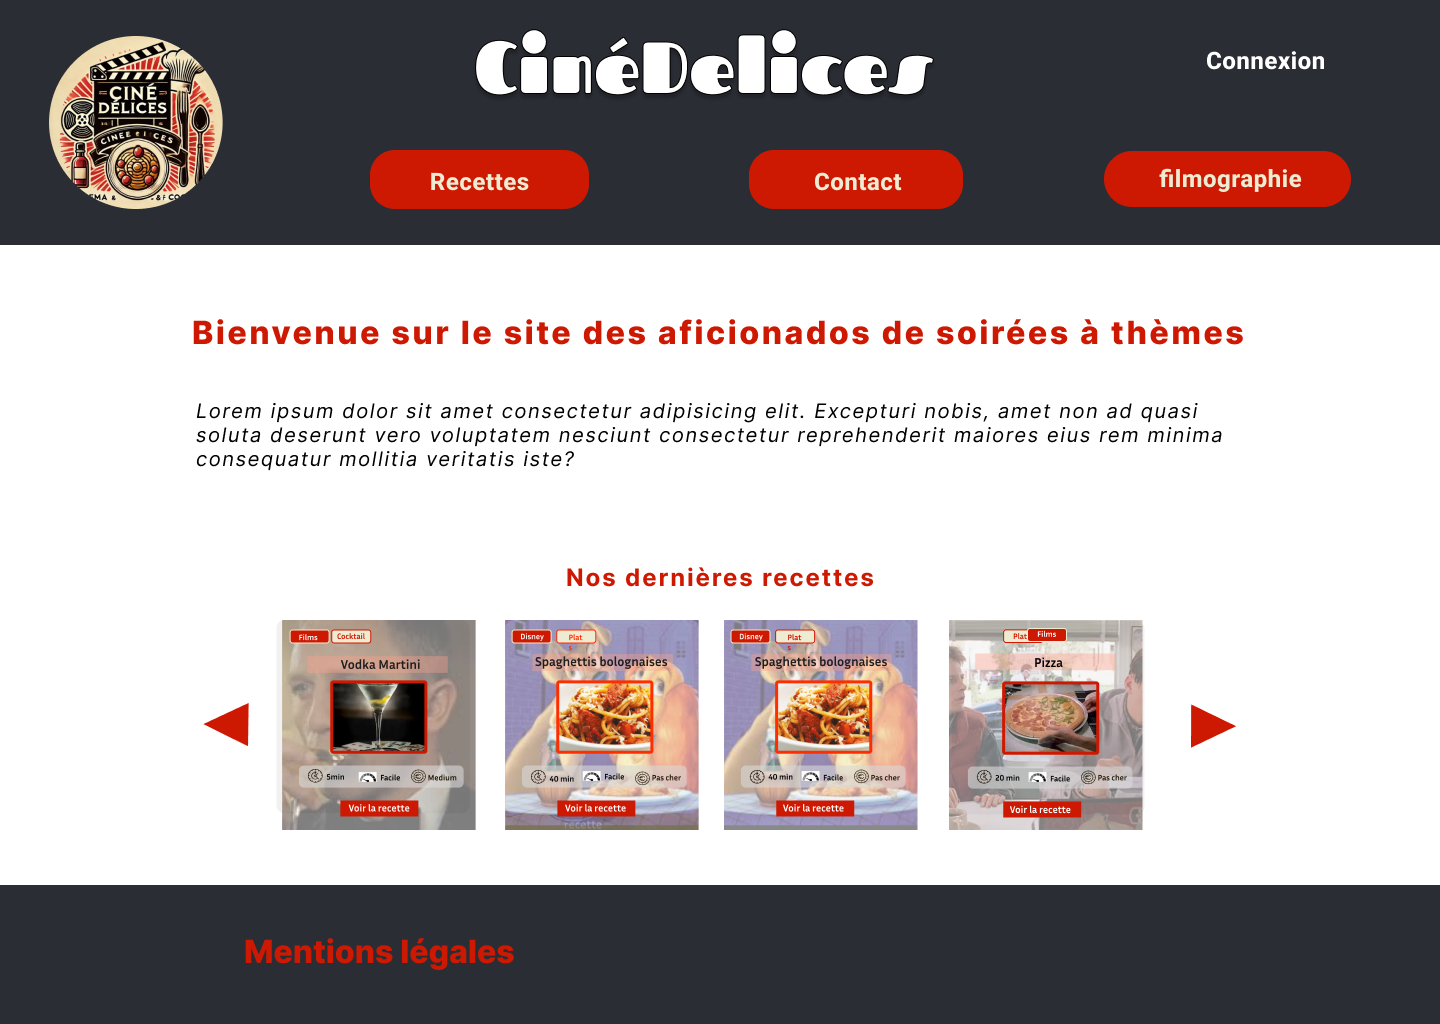 CINÉ
DÉLICES
CinéDelices
Connexion
Recettes
Contact
filmographie
Bienvenue sur le site des aficionados de soirées à thèmes
Lorem ipsum dolor sit amet consectetur adipisicing elit. Excepturi nobis, amet non ad quasi
soluta deserunt vero voluptatem nesciunt consectetur reprehenderit maiores eius rem minima
consequatur mollitia veritatis iste?
Nos dernières recettes
Films
Cocktail
Vodka Martini
5min
Facile
Medium
Voir la recette
Disney
Plat
s
Spaghettis bolognaises
40 min
Facile
Pas cher
Voir la recette
recette
Disney
Plat
s
Spaghettis bolognaises
40 min
Facile
Pas cher
Voir la recette
Plat
Films
Pizza
20 min
Facile
Pas cher
Voir la recette
Mentions légales